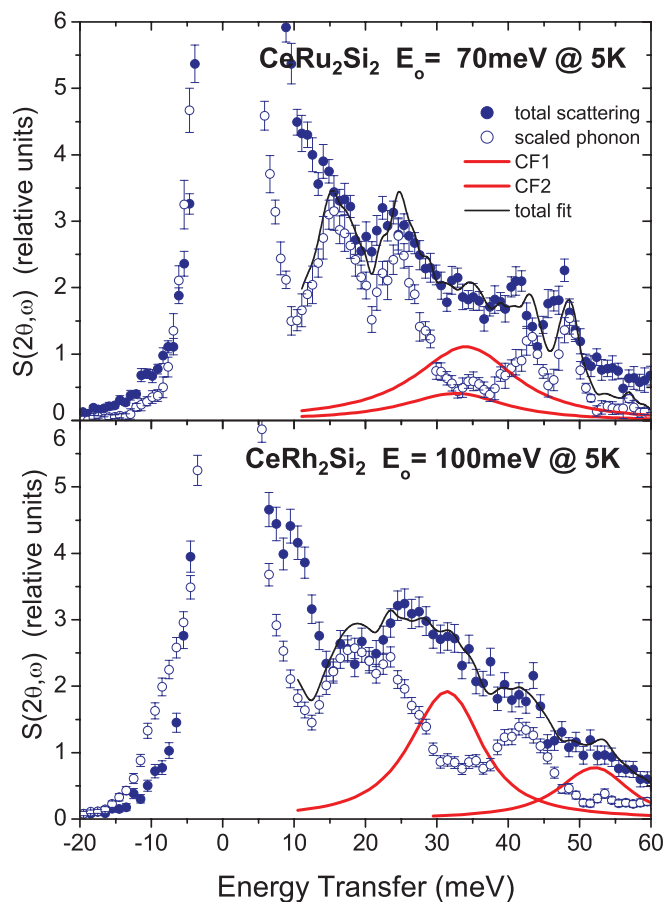 6
CeRu₂Si₂ Eₒ= 70meV @ 5K
5
total scattering
scaled phonon
4
CF1
CF2
3
total fit
2
1
0
S(2θ,ω) (relative units)
6
CeRh₂Si₂ Eₒ= 100meV @ 5K
5
4
3
2
1
0
S(2θ,ω) (relative units)
-20 -10 0 10 20 30 40 50 60
Energy Transfer (meV)